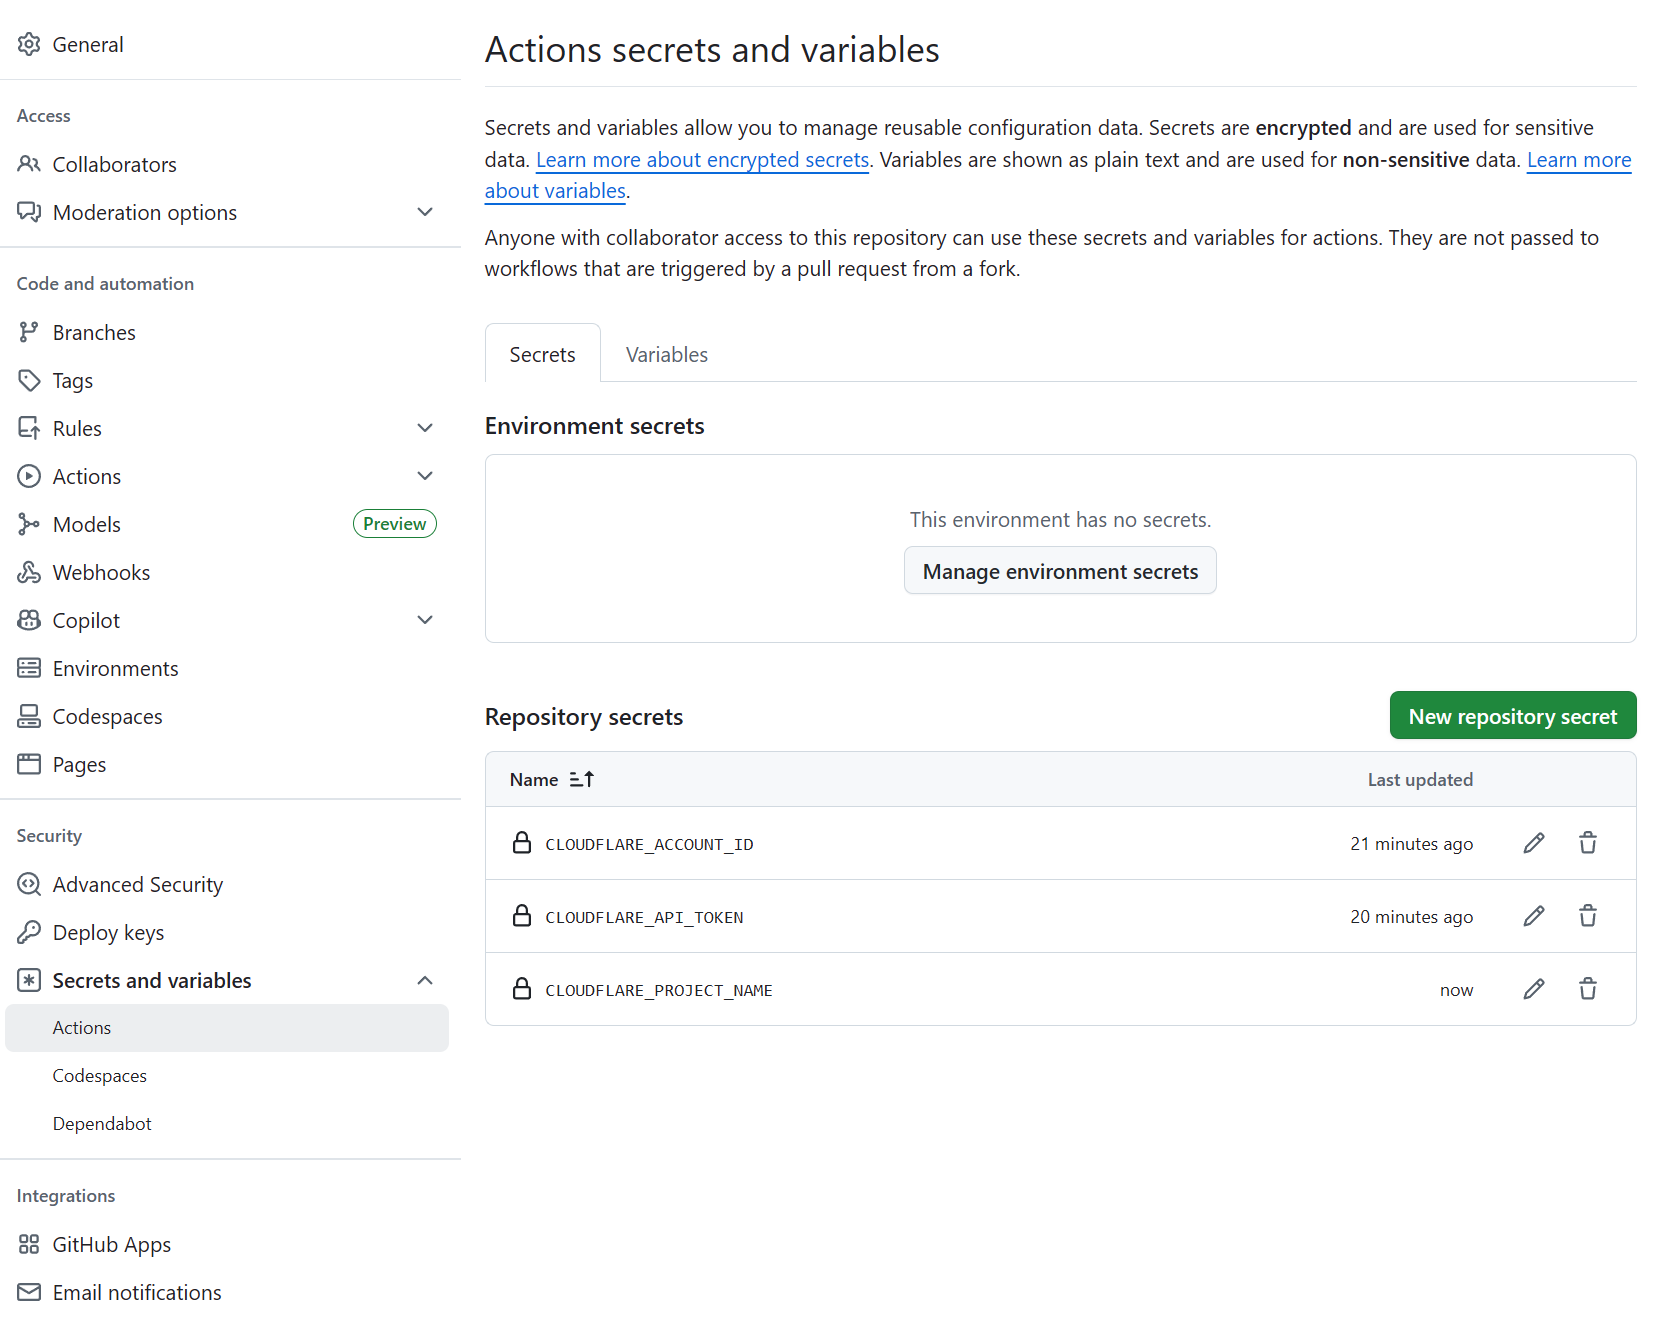 General
Access
Collaborators
Moderation options
Code and automation
Branches
Tags
Rules
Actions
Models
Preview
Webhooks
Copilot
Environments
Codespaces
Pages
Security
Advanced Security
Deploy keys
Secrets and variables
Actions
Codespaces
Dependabot
Integrations
GitHub Apps
Email notifications
Actions secrets and variables
Secrets and variables allow you to manage reusable configuration data. Secrets are encrypted and are used for sensitive
data. Learn more about encrypted secrets. Variables are shown as plain text and are used for non-sensitive data. Learn more
about variables.
Anyone with collaborator access to this repository can use these secrets and variables for actions. They are not passed to
workflows that are triggered by a pull request from a fork.
Secrets
Variables
Environment secrets
This environment has no secrets.
Manage environment secrets
Repository secrets
New repository secret
Name
Last updated
CLOUDFLARE_ACCOUNT_ID
21 minutes ago
CLOUDFLARE_API_TOKEN
20 minutes ago
CLOUDFLARE_PROJECT_NAME
now